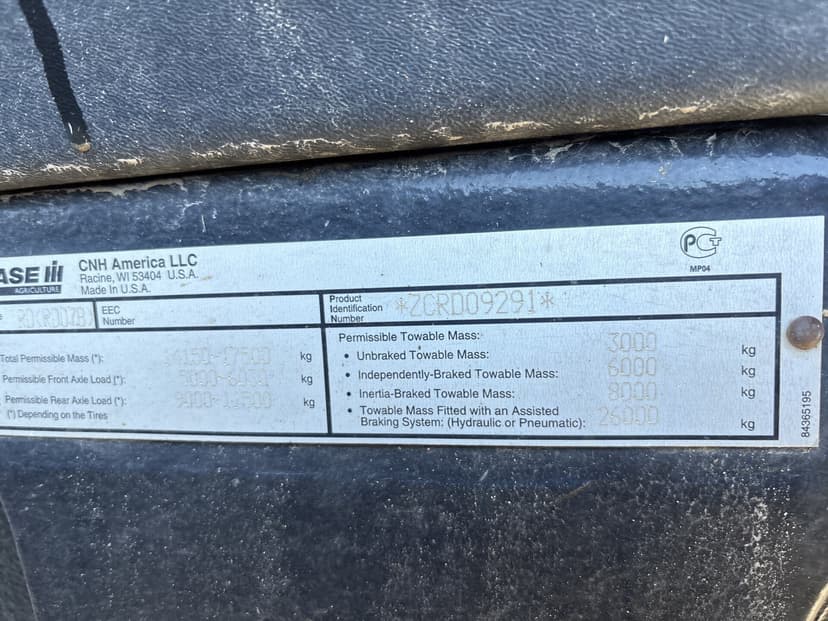 ASE IH
AGRICULTURE
CNH America LLC
Racine, WI 53404 U.S.A.
Made in U.S.A.
PCT
MP04
EEC
Number
Product
Identification
Number
*ZCRD09291*
Total Permissible Mass (*): 17500 kg
Permissible Front Axle Load (*): kg
Permissible Rear Axle Load (*): kg
(*) Depending on the Tires
Permissible Towable Mass:
• Unbraked Towable Mass: 3000 kg
• Independently-Braked Towable Mass: 6000 kg
• Inertia-Braked Towable Mass: 8000 kg
• Towable Mass Fitted with an Assisted
Braking System: (Hydraulic or Pneumatic): 26000 kg
84365195